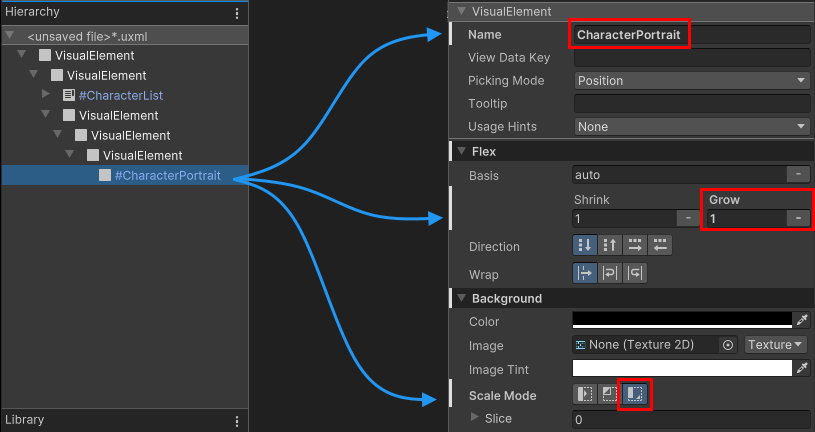 Hierarchy
<unsaved file>*.uxml
VisualElement
VisualElement
#CharacterList
VisualElement
VisualElement
VisualElement
#CharacterPortrait
Library
VisualElement
Name CharacterPortrait
View Data Key
Picking Mode Position
Tooltip
Usage Hints None
Flex
Basis auto
Shrink Grow
1 1
Direction
Wrap
Background
Color
Image None (Texture 2D) Texture
Image Tint
Scale Mode
Slice 0